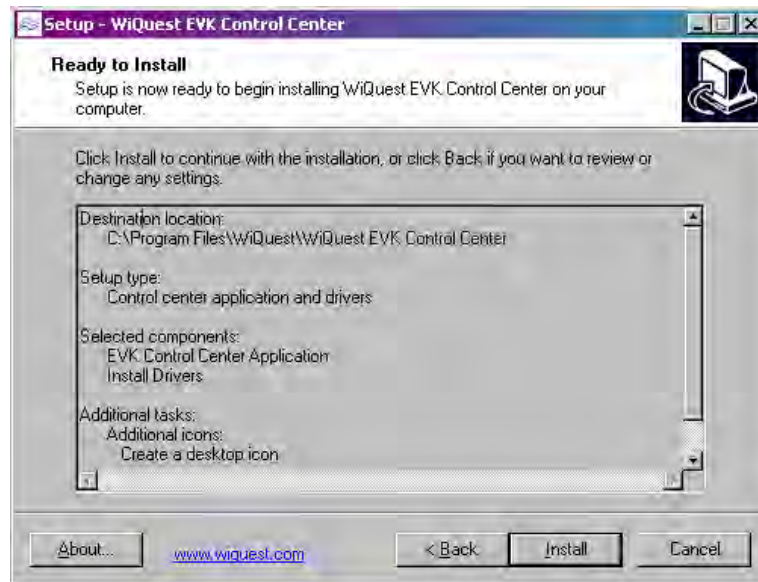 Setup - WiQuest EVK Control Center
Ready to Install
Setup is now ready to begin installing WiQuest EVK Control Center on your
computer.
Click Install to continue with the installation, or click Back if you want to review or
change any settings.
Destination location:
C:\Program Files\WiQuest\WiQuest EVK Control Center
Setup type:
Control center application and drivers
Selected components:
EVK Control Center Application
Install Drivers
Additional tasks:
Additional icons:
Create a desktop icon
About...
www.wiquest.com
< Back
Install
Cancel